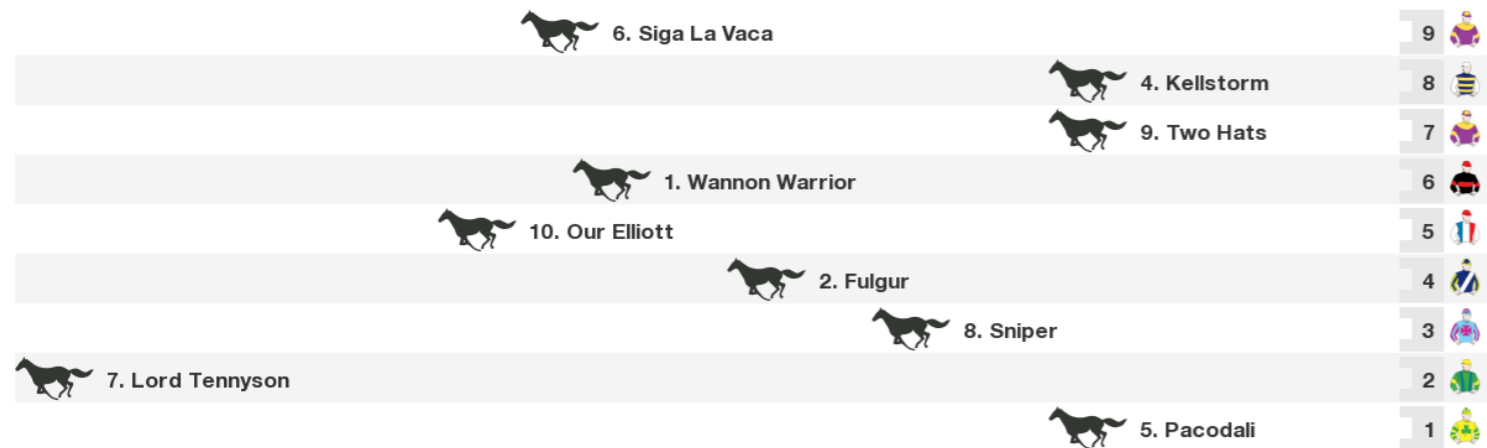 6. Siga La Vaca 9
4. Kellstorm 8
9. Two Hats 7
1. Wannon Warrior 6
10. Our Elliott 5
2. Fulgur 4
8. Sniper 3
7. Lord Tennyson 2
5. Pacodali 1